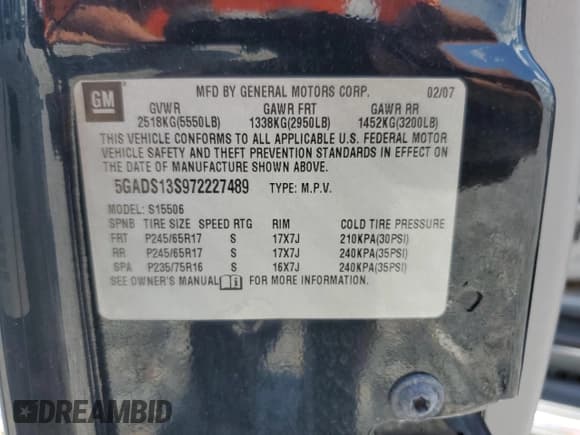 GM
MFD BY GENERAL MOTORS CORP. 02/07
GVWR GAWR FRT GAWR RR
2518KG(5550LB) 1338KG(2950LB) 1452KG(3200LB)
THIS VEHICLE CONFORMS TO ALL APPLICABLE U.S. FEDERAL MOTOR
VEHICLE SAFETY AND THEFT PREVENTION STANDARDS IN EFFECT ON
THE DATE OF MANUFACTURE SHOWN ABOVE.
5GADS13S972227489 TYPE: M.P.V.
MODEL: S15506
SPNB TIRE SIZE SPEED RTG RIM COLD TIRE PRESSURE
FRT P245/65R17 S 17X7J 210KPA(30PSI)
RR P245/65R17 S 17X7J 240KPA(35PSI)
SPA P235/75R16 S 16X7J 240KPA(35PSI)
SEE OWNER'S MANUAL FOR MORE INFORMATION.
DREAMBID